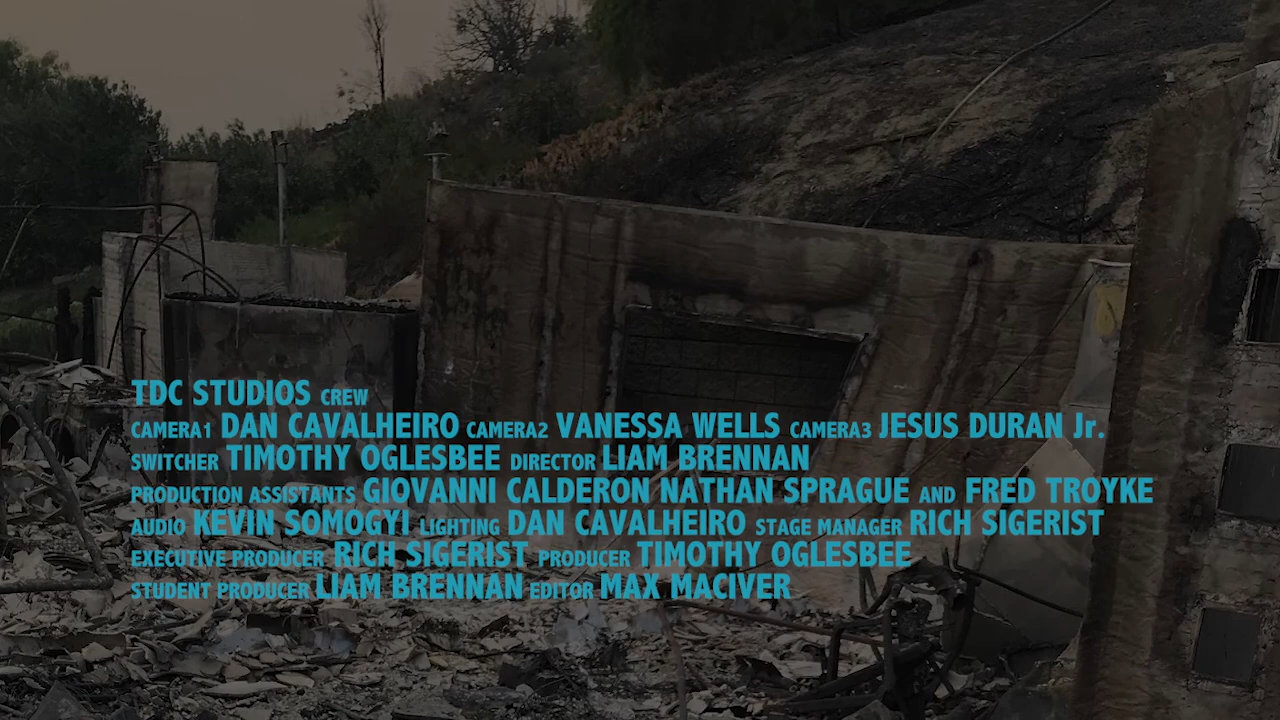 TDC STUDIOS CREW
CAMERA1 DAN CAVALHEIRO CAMERA2 VANESSA WELLS CAMERA3 JESUS DURAN Jr.
SWITCHER TIMOTHY OGLESBEE DIRECTOR LIAM BRENNAN
PRODUCTION ASSISTANTS GIOVANNI CALDERON NATHAN SPRAGUE AND FRED TROYKE
AUDIO KEVIN SOMOGYI LIGHTING DAN CAVALHEIRO STAGE MANAGER RICH SIGERIST
EXECUTIVE PRODUCER RICH SIGERIST PRODUCER TIMOTHY OGLESBEE
STUDENT PRODUCER LIAM BRENNAN EDITOR MAX MACIVER